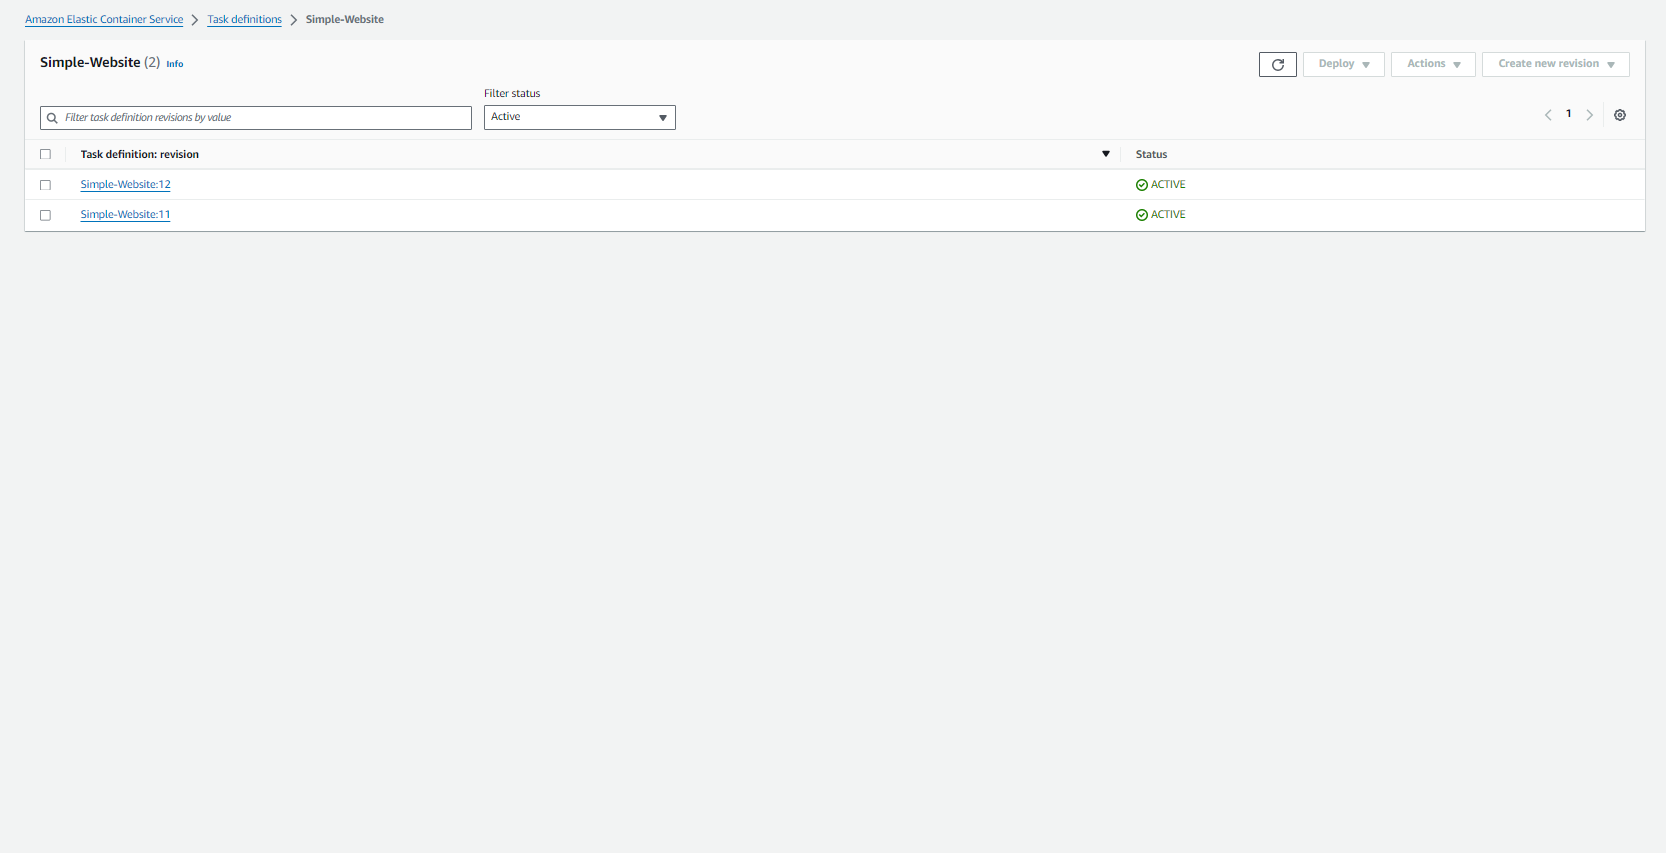 Amazon Elastic Container Service > Task definitions > Simple-Website
Simple-Website (2) Info
Deploy Actions Create new revision
Filter status
Filter task definition revisions by value
Active
1
Task definition: revision Status
Simple-Website:12 ACTIVE
Simple-Website:11 ACTIVE